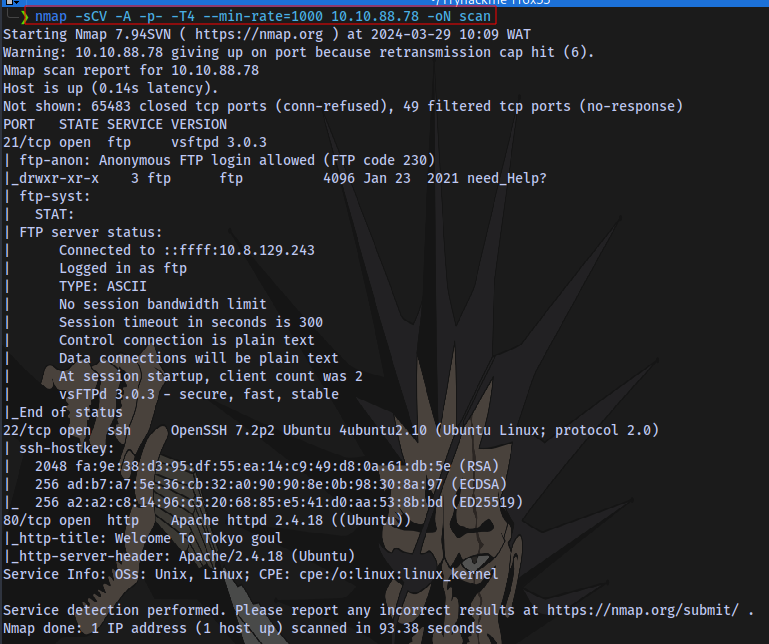 nmap -sCV -A -p- -T4 --min-rate=1000 10.10.88.78 -oN scan
Starting Nmap 7.94SVN ( https://nmap.org ) at 2024-03-29 10:09 WAT
Warning: 10.10.88.78 giving up on port because retransmission cap hit (6).
Nmap scan report for 10.10.88.78
Host is up (0.14s latency).
Not shown: 65483 closed tcp ports (conn-refused), 49 filtered tcp ports (no-response)
PORT   STATE SERVICE VERSION
21/tcp open  ftp     vsftpd 3.0.3
| ftp-anon: Anonymous FTP login allowed (FTP code 230)
|_drwxr-xr-x    3 ftp      ftp          4096 Jan 23  2021 need_Help?
| ftp-syst:
|   STAT:
| FTP server status:
|      Connected to ::ffff:10.8.129.243
|      Logged in as ftp
|      TYPE: ASCII
|      No session bandwidth limit
|      Session timeout in seconds is 300
|      Control connection is plain text
|      Data connections will be plain text
|      At session startup, client count was 2
|      vsFTPd 3.0.3 - secure, fast, stable
|_End of status
22/tcp open  ssh     OpenSSH 7.2p2 Ubuntu 4ubuntu2.10 (Ubuntu Linux; protocol 2.0)
| ssh-hostkey:
|   2048 fa:9e:38:d3:95:df:55:ea:14:c9:49:d8:0a:61:db:5e (RSA)
|   256 ad:b7:a7:5e:36:cb:32:a0:90:90:8e:0b:98:30:8a:97 (ECDSA)
|_  256 a2:a2:c8:14:96:c5:20:68:85:e5:41:d0:aa:53:8b:bd (ED25519)
80/tcp open  http    Apache httpd 2.4.18 ((Ubuntu))
|_http-title: Welcome To Tokyo goul
|_http-server-header: Apache/2.4.18 (Ubuntu)
Service Info: OSs: Unix, Linux; CPE: cpe:/o:linux:linux_kernel

Service detection performed. Please report any incorrect results at https://nmap.org/submit/ .
Nmap done: 1 IP address (1 host up) scanned in 93.38 seconds